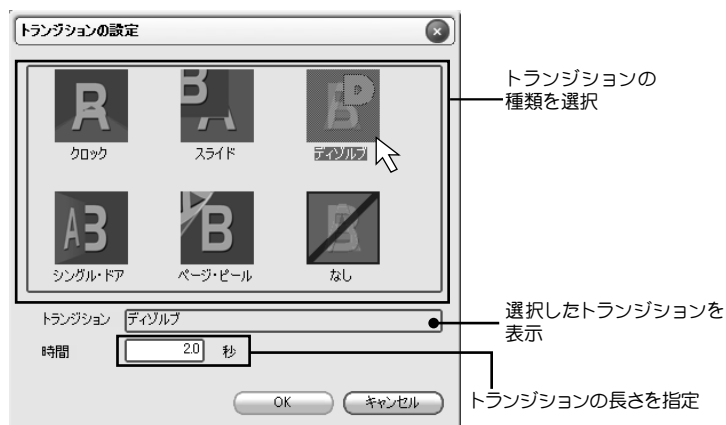 トランジションの設定
クロック
スライド
ディゾルブ
シングル・ドア
ページ・ピール
なし
トランジション ディゾルブ
時間 2.0 秒
OK キャンセル
トランジションの
種類を選択
選択したトランジションを
表示
トランジションの長さを指定